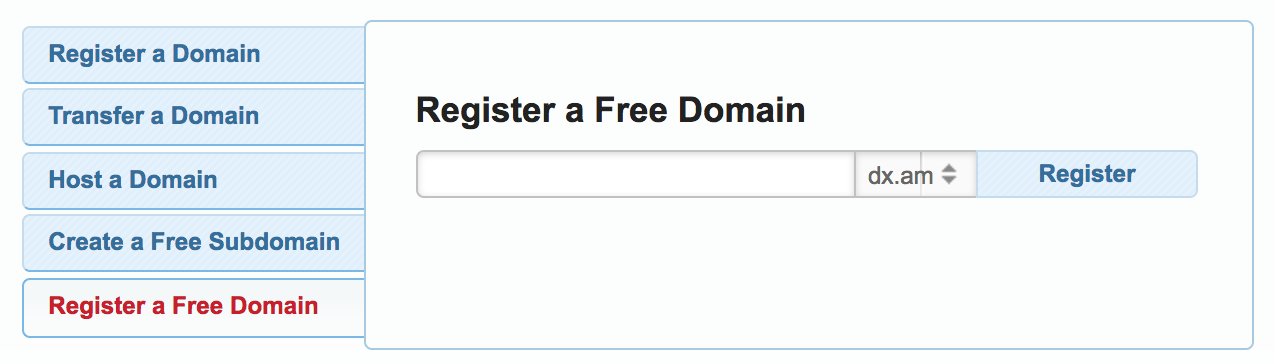 Register a Domain
Transfer a Domain
Host a Domain
Create a Free Subdomain
Register a Free Domain
Register a Free Domain
dx.am
Register